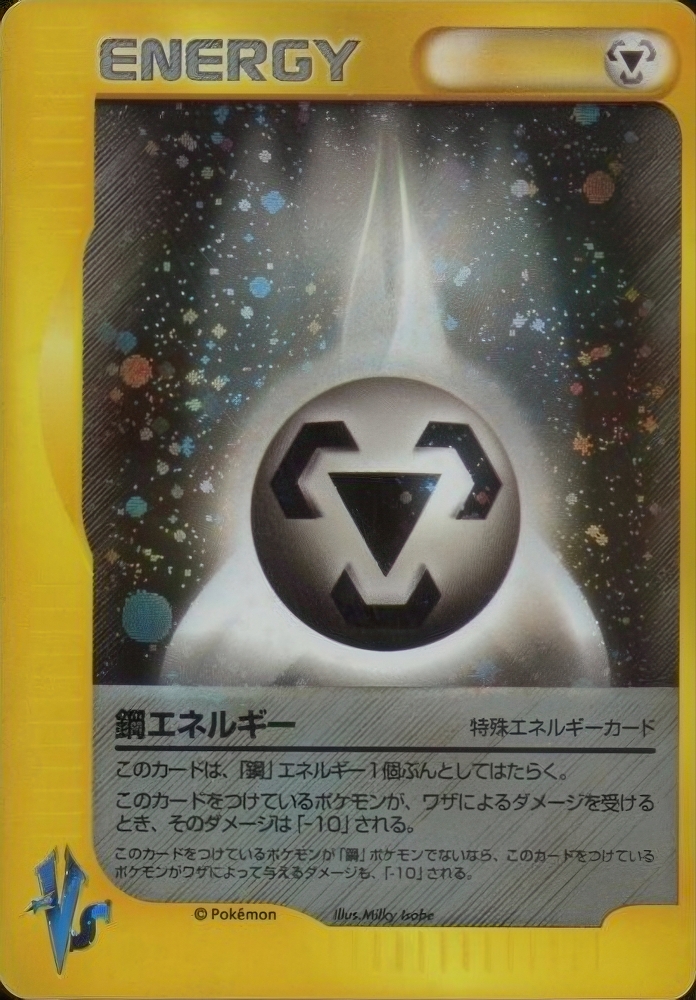 ENERGY
鋼エネルギー
特殊エネルギーカード
このカードは、「鋼」エネルギー1個ぶんとしてはたらく。
このカードをつけているポケモンが、ワザによるダメージを受ける
とき、そのダメージは「-10」される。
このカードをつけているポケモンが「鋼」ポケモンでないなら、このカードをつけている
ポケモンがワザによって与えるダメージも、「-10」される。
VS
© Pokémon
Illus. Milky Isobe